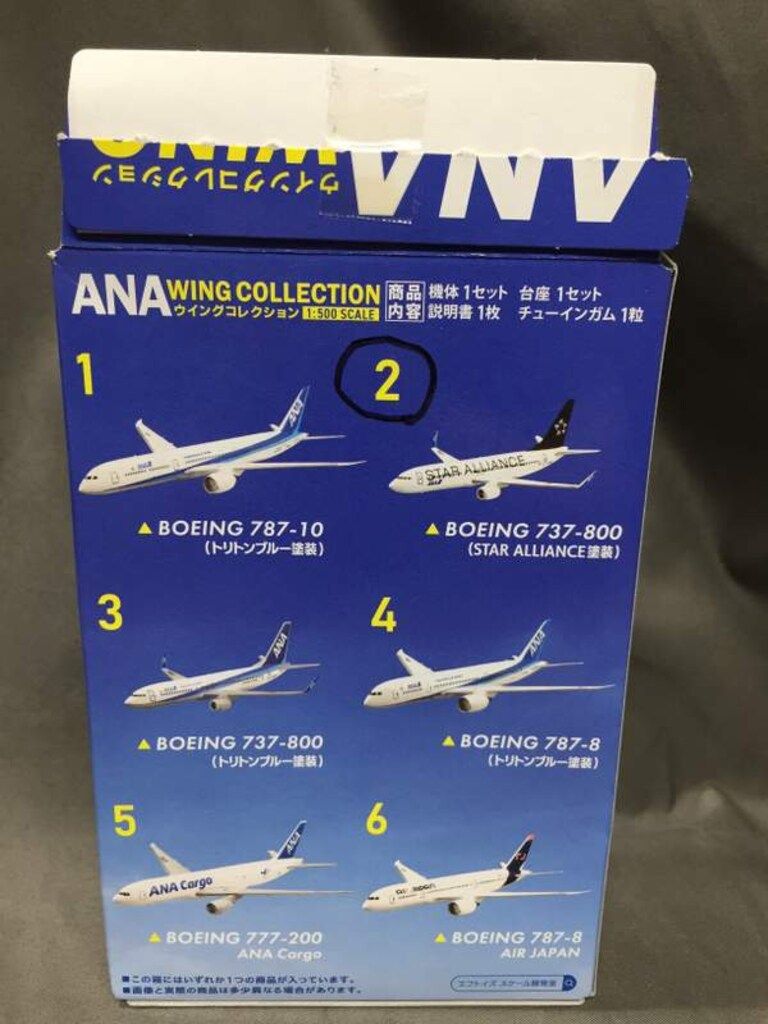 ANA
WING
ウイングコレクション
ANA WING COLLECTION
ウイングコレクション 1:500 SCALE
商品内容
機体 1セット 台座 1セット
説明書 1枚 チューインガム 1粒
1
ANA
▲ BOEING 787-10
(トリトンブルー塗装)
2
STAR ALLIANCE
▲ BOEING 737-800
(STAR ALLIANCE塗装)
3
ANA
▲ BOEING 737-800
(トリトンブルー塗装)
4
ANA
▲ BOEING 787-8
(トリトンブルー塗装)
5
ANA
ANA Cargo
▲ BOEING 777-200
ANA Cargo
6
▲ BOEING 787-8
AIR JAPAN
■この箱にはいずれか1つの商品が入っています。
■画像と実際の商品は多少異なる場合があります。
エフトイズ スケール開発室